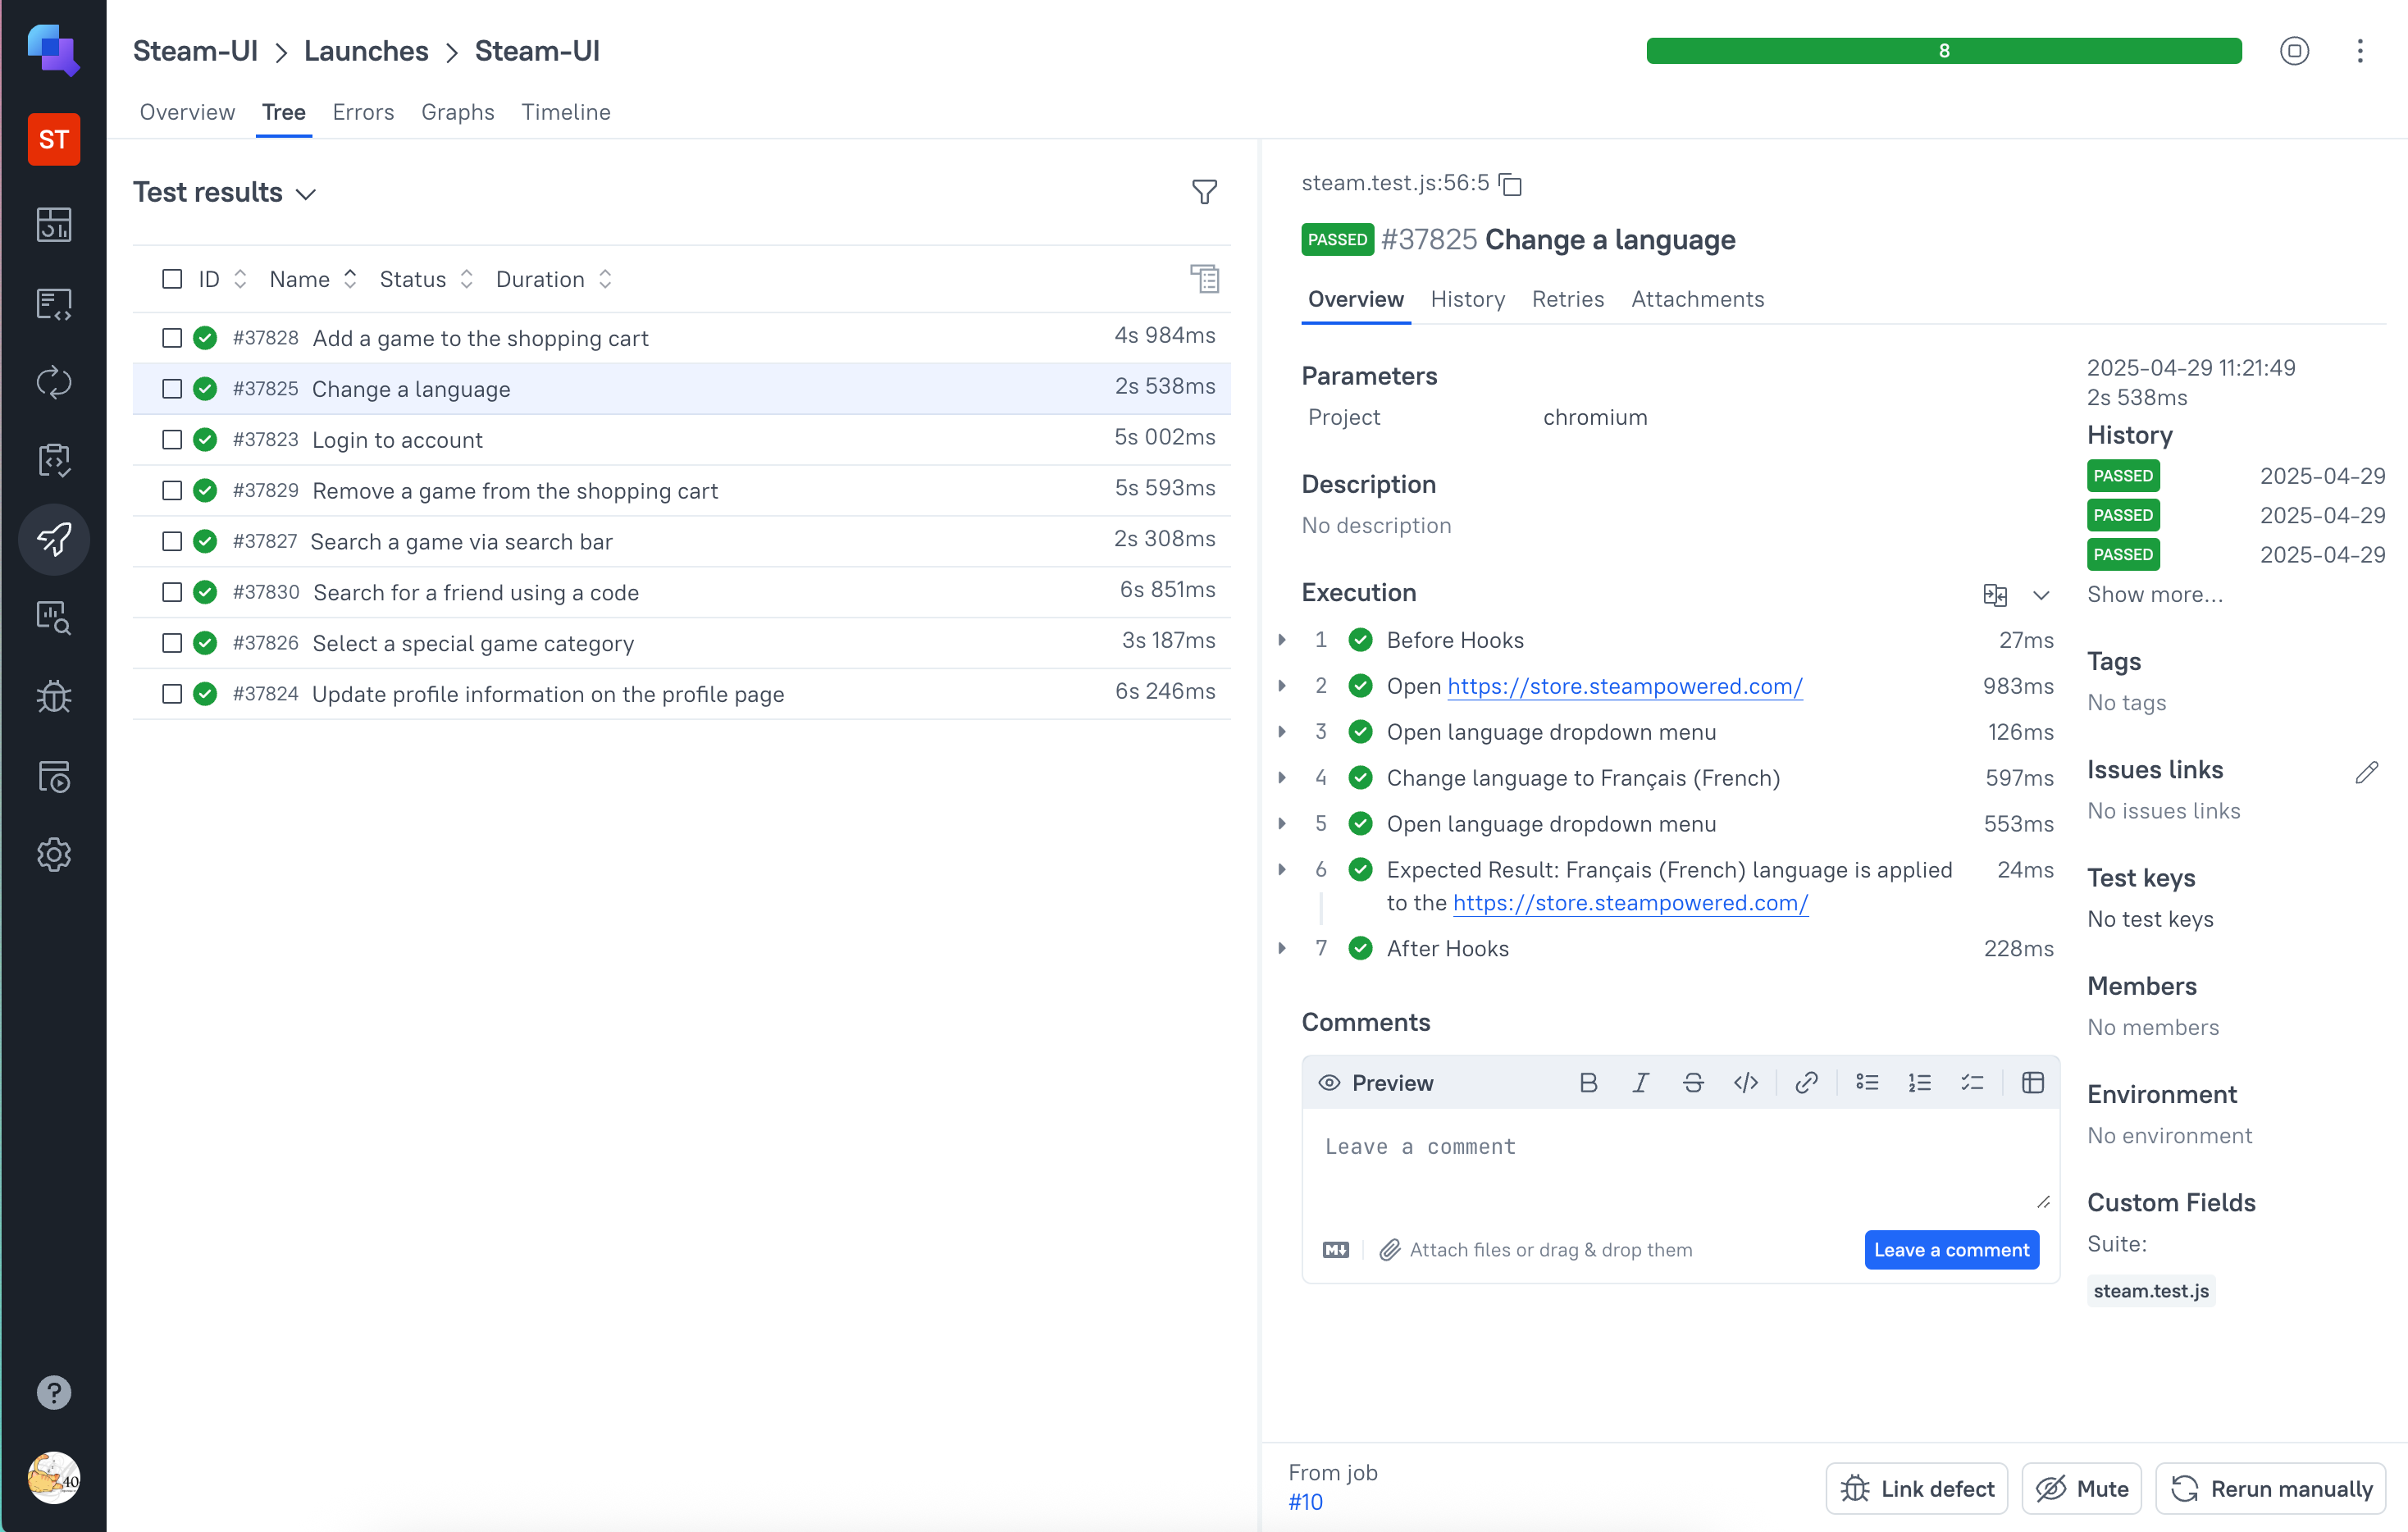 Steam-UI > Launches > Steam-UI
8
Overview Tree Errors Graphs Timeline
ST
Test results
ID Name Status Duration
#37828 Add a game to the shopping cart 4s 984ms
#37825 Change a language 2s 538ms
#37823 Login to account 5s 002ms
#37829 Remove a game from the shopping cart 5s 593ms
#37827 Search a game via search bar 2s 308ms
#37830 Search for a friend using a code 6s 851ms
#37826 Select a special game category 3s 187ms
#37824 Update profile information on the profile page 6s 246ms
steam.test.js:56:5
PASSED #37825 Change a language
Overview History Retries Attachments
Parameters
Project chromium
Description
No description
Execution
1 Before Hooks 27ms
2 Open https://store.steampowered.com/ 983ms
3 Open language dropdown menu 126ms
4 Change language to Français (French) 597ms
5 Open language dropdown menu 553ms
6 Expected Result: Français (French) language is applied 24ms
to the https://store.steampowered.com/
7 After Hooks 228ms
Comments
Preview
Leave a comment
Attach files or drag & drop them
Leave a comment
2025-04-29 11:21:49
2s 538ms
History
PASSED 2025-04-29
PASSED 2025-04-29
PASSED 2025-04-29
Show more...
Tags
No tags
Issues links
No issues links
Test keys
No test keys
Members
No members
Environment
No environment
Custom Fields
Suite:
steam.test.js
From job
#10
Link defect
Mute
Rerun manually
40